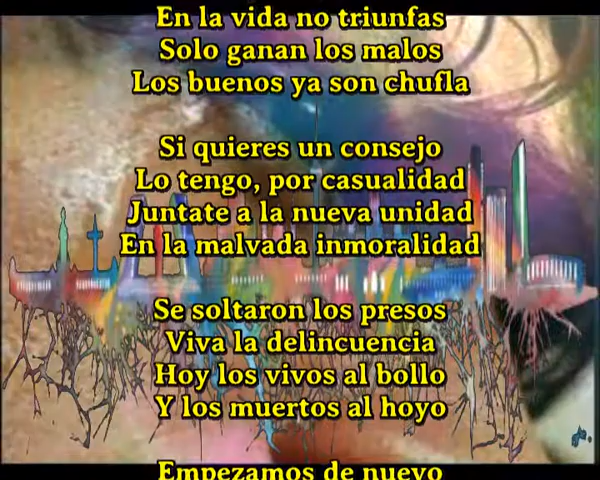 En la vida no triunfas
Solo ganan los malos
Los buenos ya son chufla
Si quieres un consejo
Lo tengo, por casualidad
Juntate a la nueva unidad
En la malvada inmoralidad
Se soltaron los presos
Viva la delincuencia
Hoy los vivos al bollo
Y los muertos al hoyo
Empezamos de nuevo